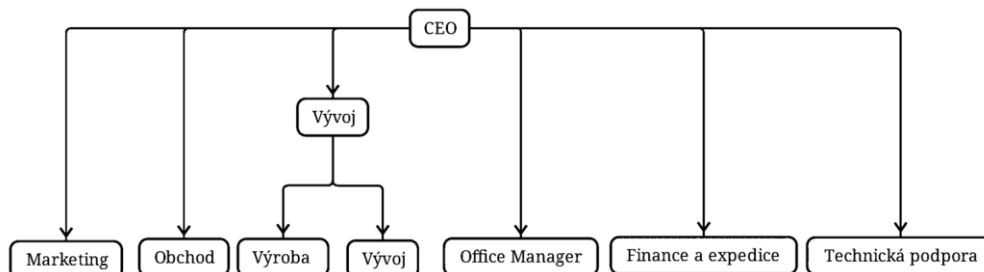 CEO
Vývoj
Marketing
Obchod
Výroba
Vývoj
Office Manager
Finance a expedice
Technická podpora